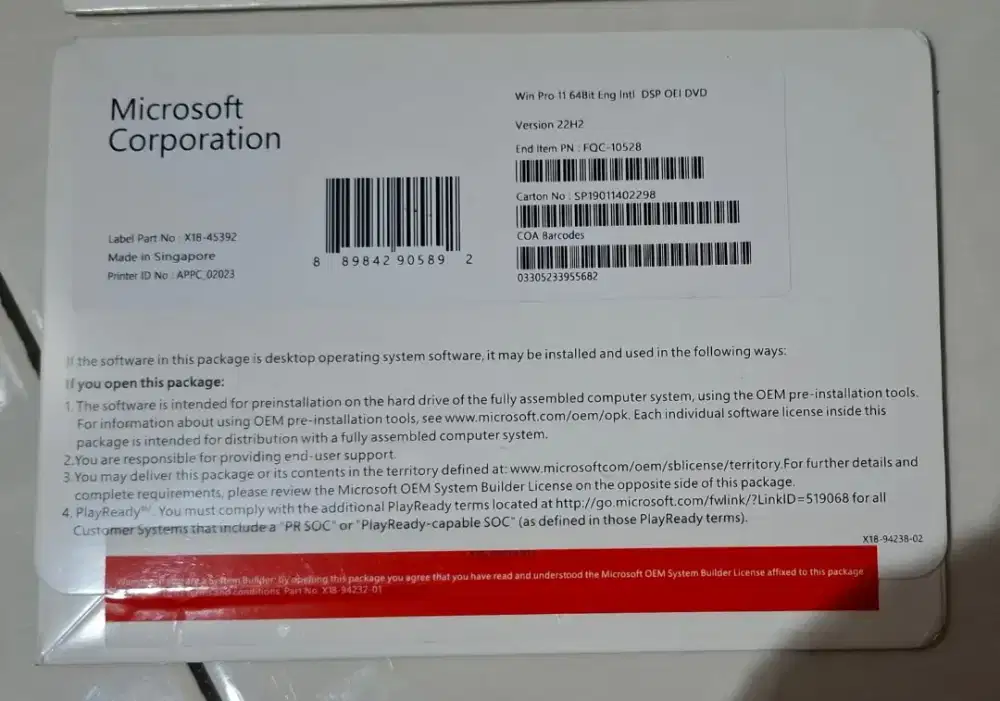 Microsoft
Corporation
Label Part No : X18-45392
Made in Singapore
Printer ID No : APPC_02023
8 89842 90589 2
Win Pro 11 64Bit Eng Intl DSP OEI DVD
Version 22H2
End Item PN : FQC-10528
Carton No : SP19011402298
COA Barcodes
03305233955682
If the software in this package is desktop operating system software, it may be installed and used in the following ways:
If you open this package:
1. The software is intended for preinstallation on the hard drive of the fully assembled computer system, using the OEM pre-installation tools.
For information about using OEM pre-installation tools, see www.microsoft.com/oem/opk. Each individual software license inside this
package is intended for distribution with a fully assembled computer system.
2.You are responsible for providing end-user support.
3.You may deliver this package or its contents in the territory defined at: www.microsoftcom/oem/sblicense/territory.For further details and
complete requirements, please review the Microsoft OEM System Builder License on the opposite side of this package.
4. PlayReady℠. You must comply with the additional PlayReady terms located at http://go.microsoft.com/fwlink/?LinkID=519068 for all
Customer Systems that include a "PR SOC" or "PlayReady-capable SOC" (as defined in those PlayReady terms).
X18-94238-02
are a System Builder: By opening this package you agree that you have read and understood the Microsoft OEM System Builder License affixed to this package
and conditions. Part No. X18-94232-01